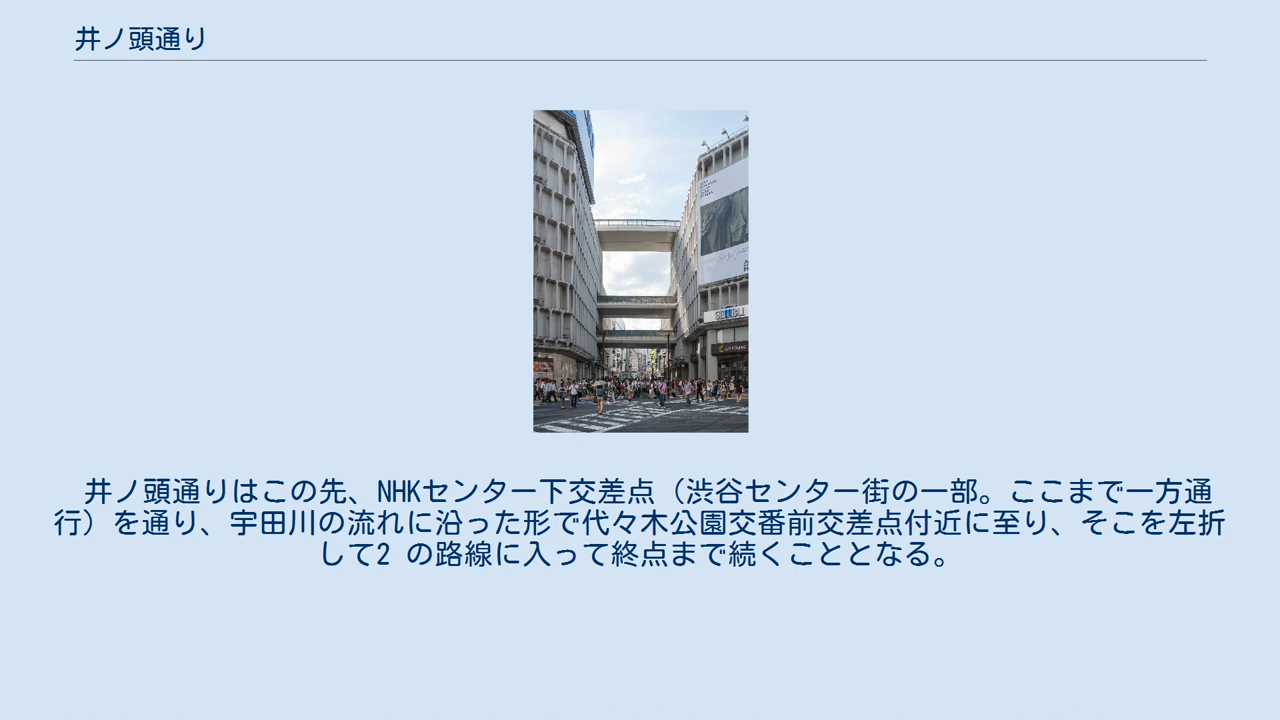 井ノ頭通り
SEIBU
井ノ頭通りはこの先、NHKセンター下交差点（渋谷センター街の一部。ここまで一方通
行）を通り、宇田川の流れに沿った形で代々木公園交番前交差点付近に至り、そこを左折
して2 の路線に入って終点まで続くこととなる。